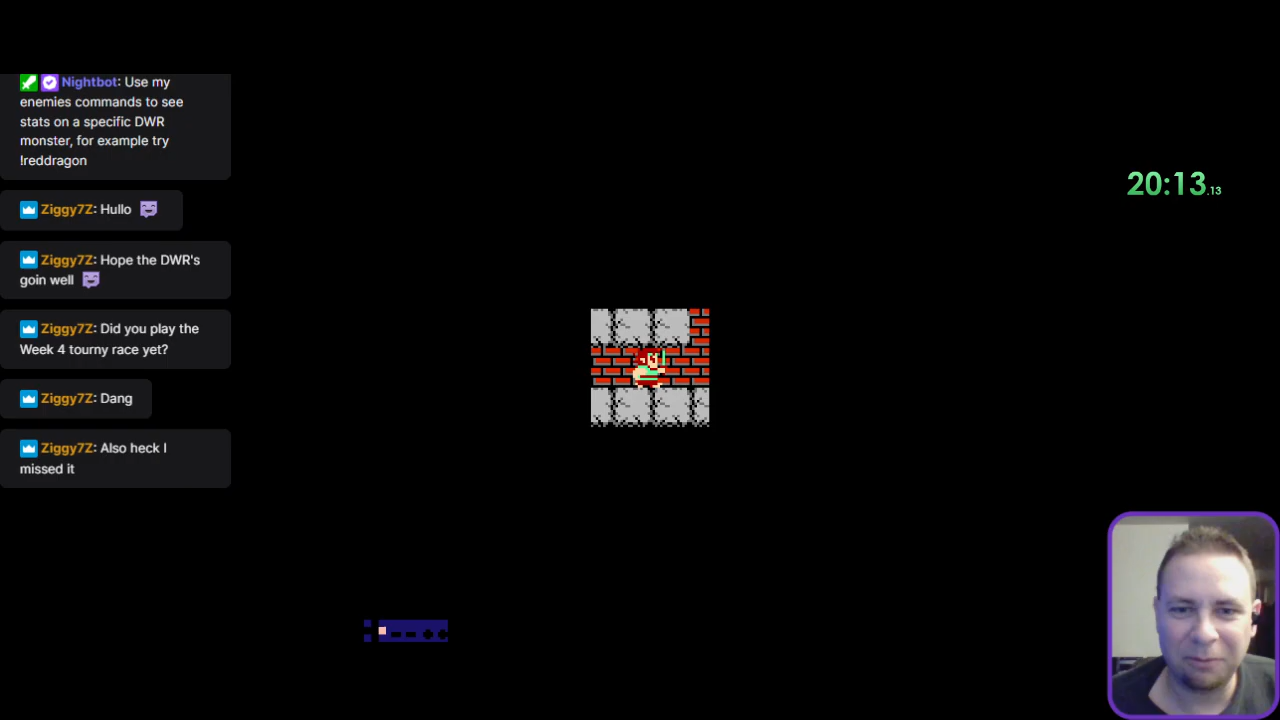 Nightbot: Use my
enemies commands to see
stats on a specific DWR
monster, for example try
!reddragon
Ziggy7Z: Hullo
Ziggy7Z: Hope the DWR's
goin well
Ziggy7Z: Did you play the
Week 4 tourny race yet?
Ziggy7Z: Dang
Ziggy7Z: Also heck I
missed it
20:13.13